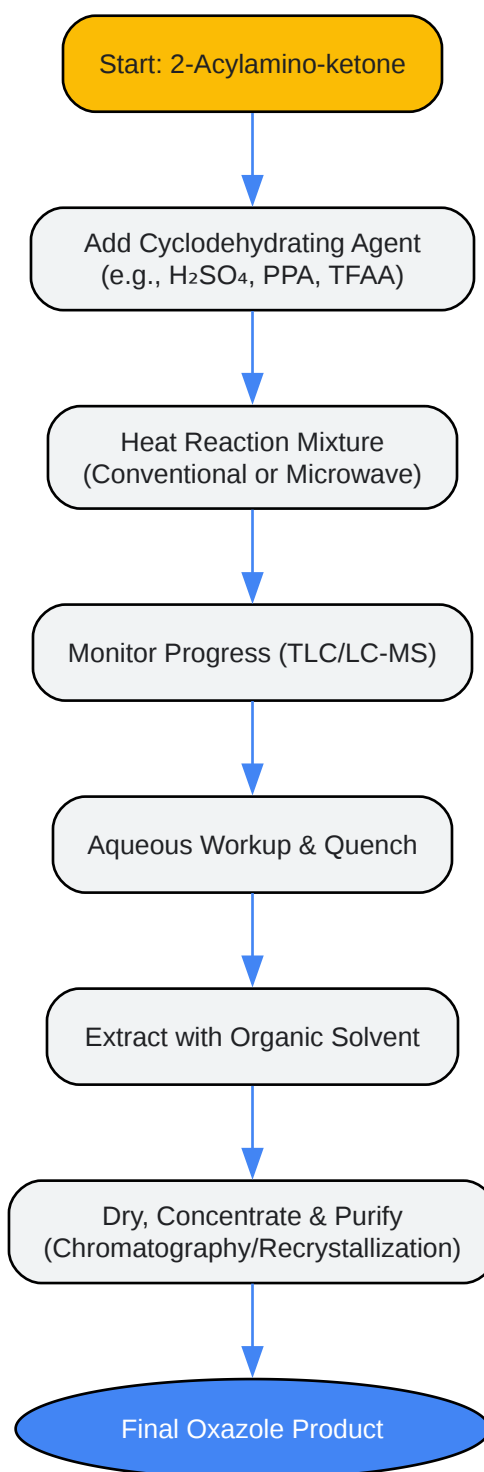 Start: 2-Acylamino-ketone
Add Cyclodehydrating Agent
(e.g., H₂SO₄, PPA, TFAA)
Heat Reaction Mixture
(Conventional or Microwave)
Monitor Progress (TLC/LC-MS)
Aqueous Workup & Quench
Extract with Organic Solvent
Dry, Concentrate & Purify
(Chromatography/Recrystallization)
Final Oxazole Product